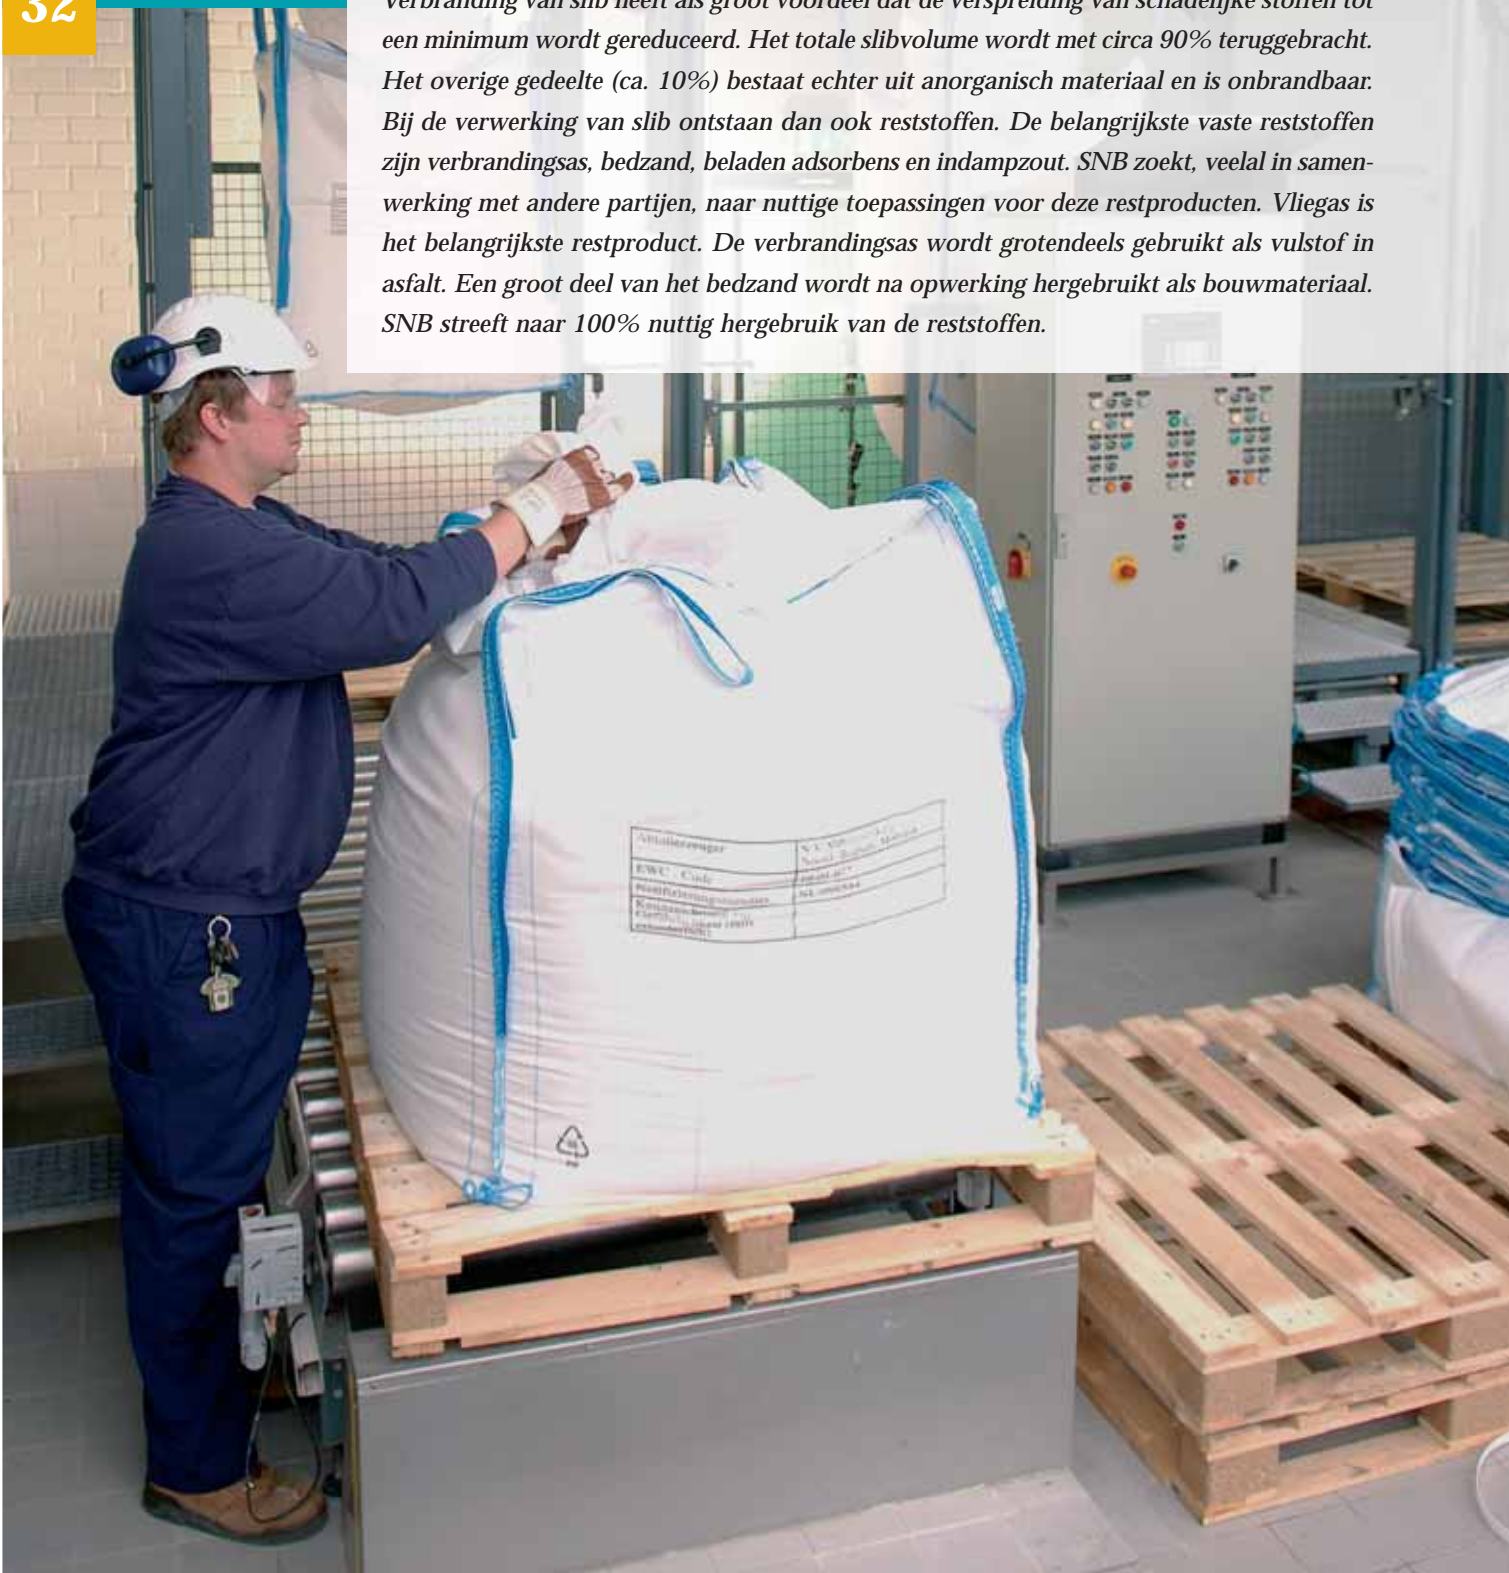 32
Verbranding van slib heeft als groot voordeel dat de verspreiding van schadelijke stoffen tot
een minimum wordt gereduceerd. Het totale slibvolume wordt met circa 90% teruggebracht.
Het overige gedeelte (ca. 10%) bestaat echter uit anorganisch materiaal en is onbrandbaar.
Bij de verwerking van slib ontstaan dan ook reststoffen. De belangrijkste vaste reststoffen
zijn verbrandingsas, bedzand, beladen adsorbens en indampzout. SNB zoekt, veelal in samen-
werking met andere partijen, naar nuttige toepassingen voor deze restproducten. Vliegas is
het belangrijkste restproduct. De verbrandingsas wordt grotendeels gebruikt als vulstof in
asfalt. Een groot deel van het bedzand wordt na opwerking hergebruikt als bouwmateriaal.
SNB streeft naar 100% nuttig hergebruik van de reststoffen.
Abfallerzeuger
EWC - Code